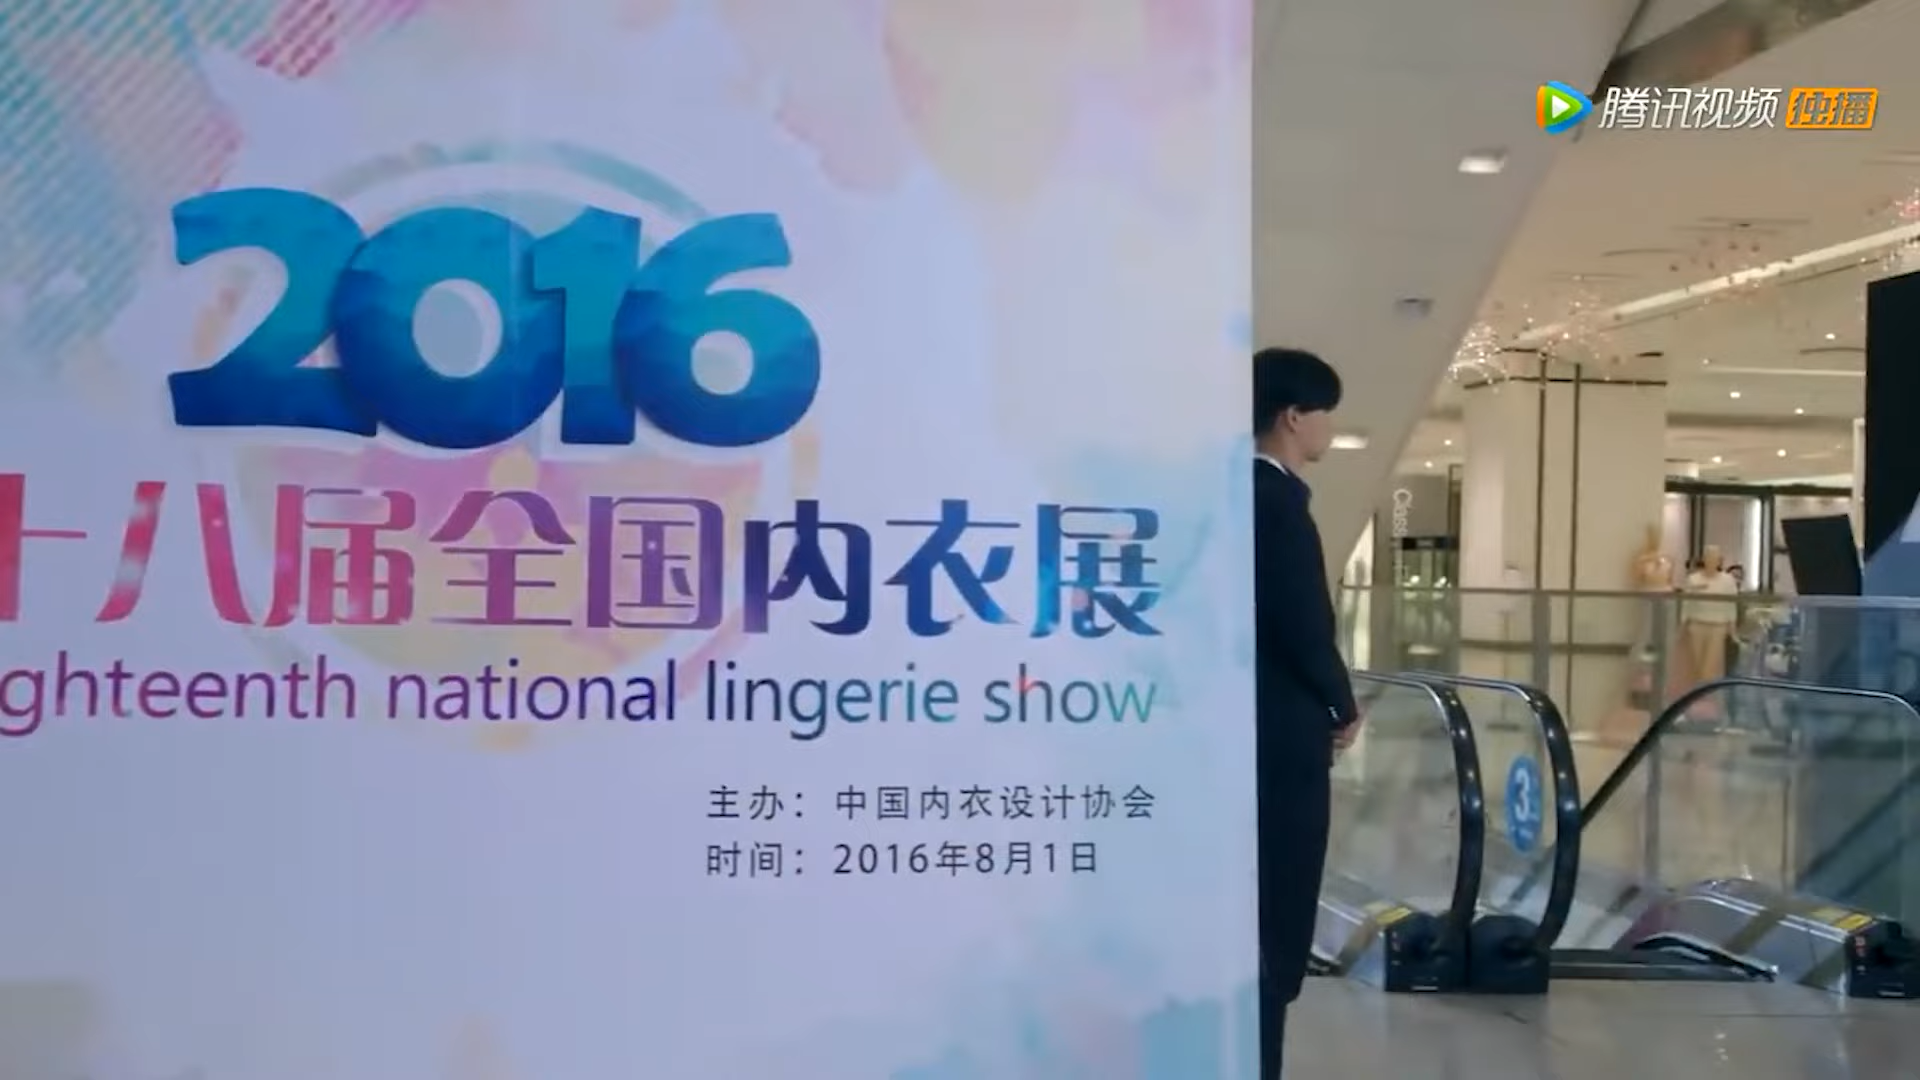 腾讯视频 独播
2016
十八届全国内衣展
ghteenth national lingerie show
主办：中国内衣设计协会
时间：2016年8月1日
3